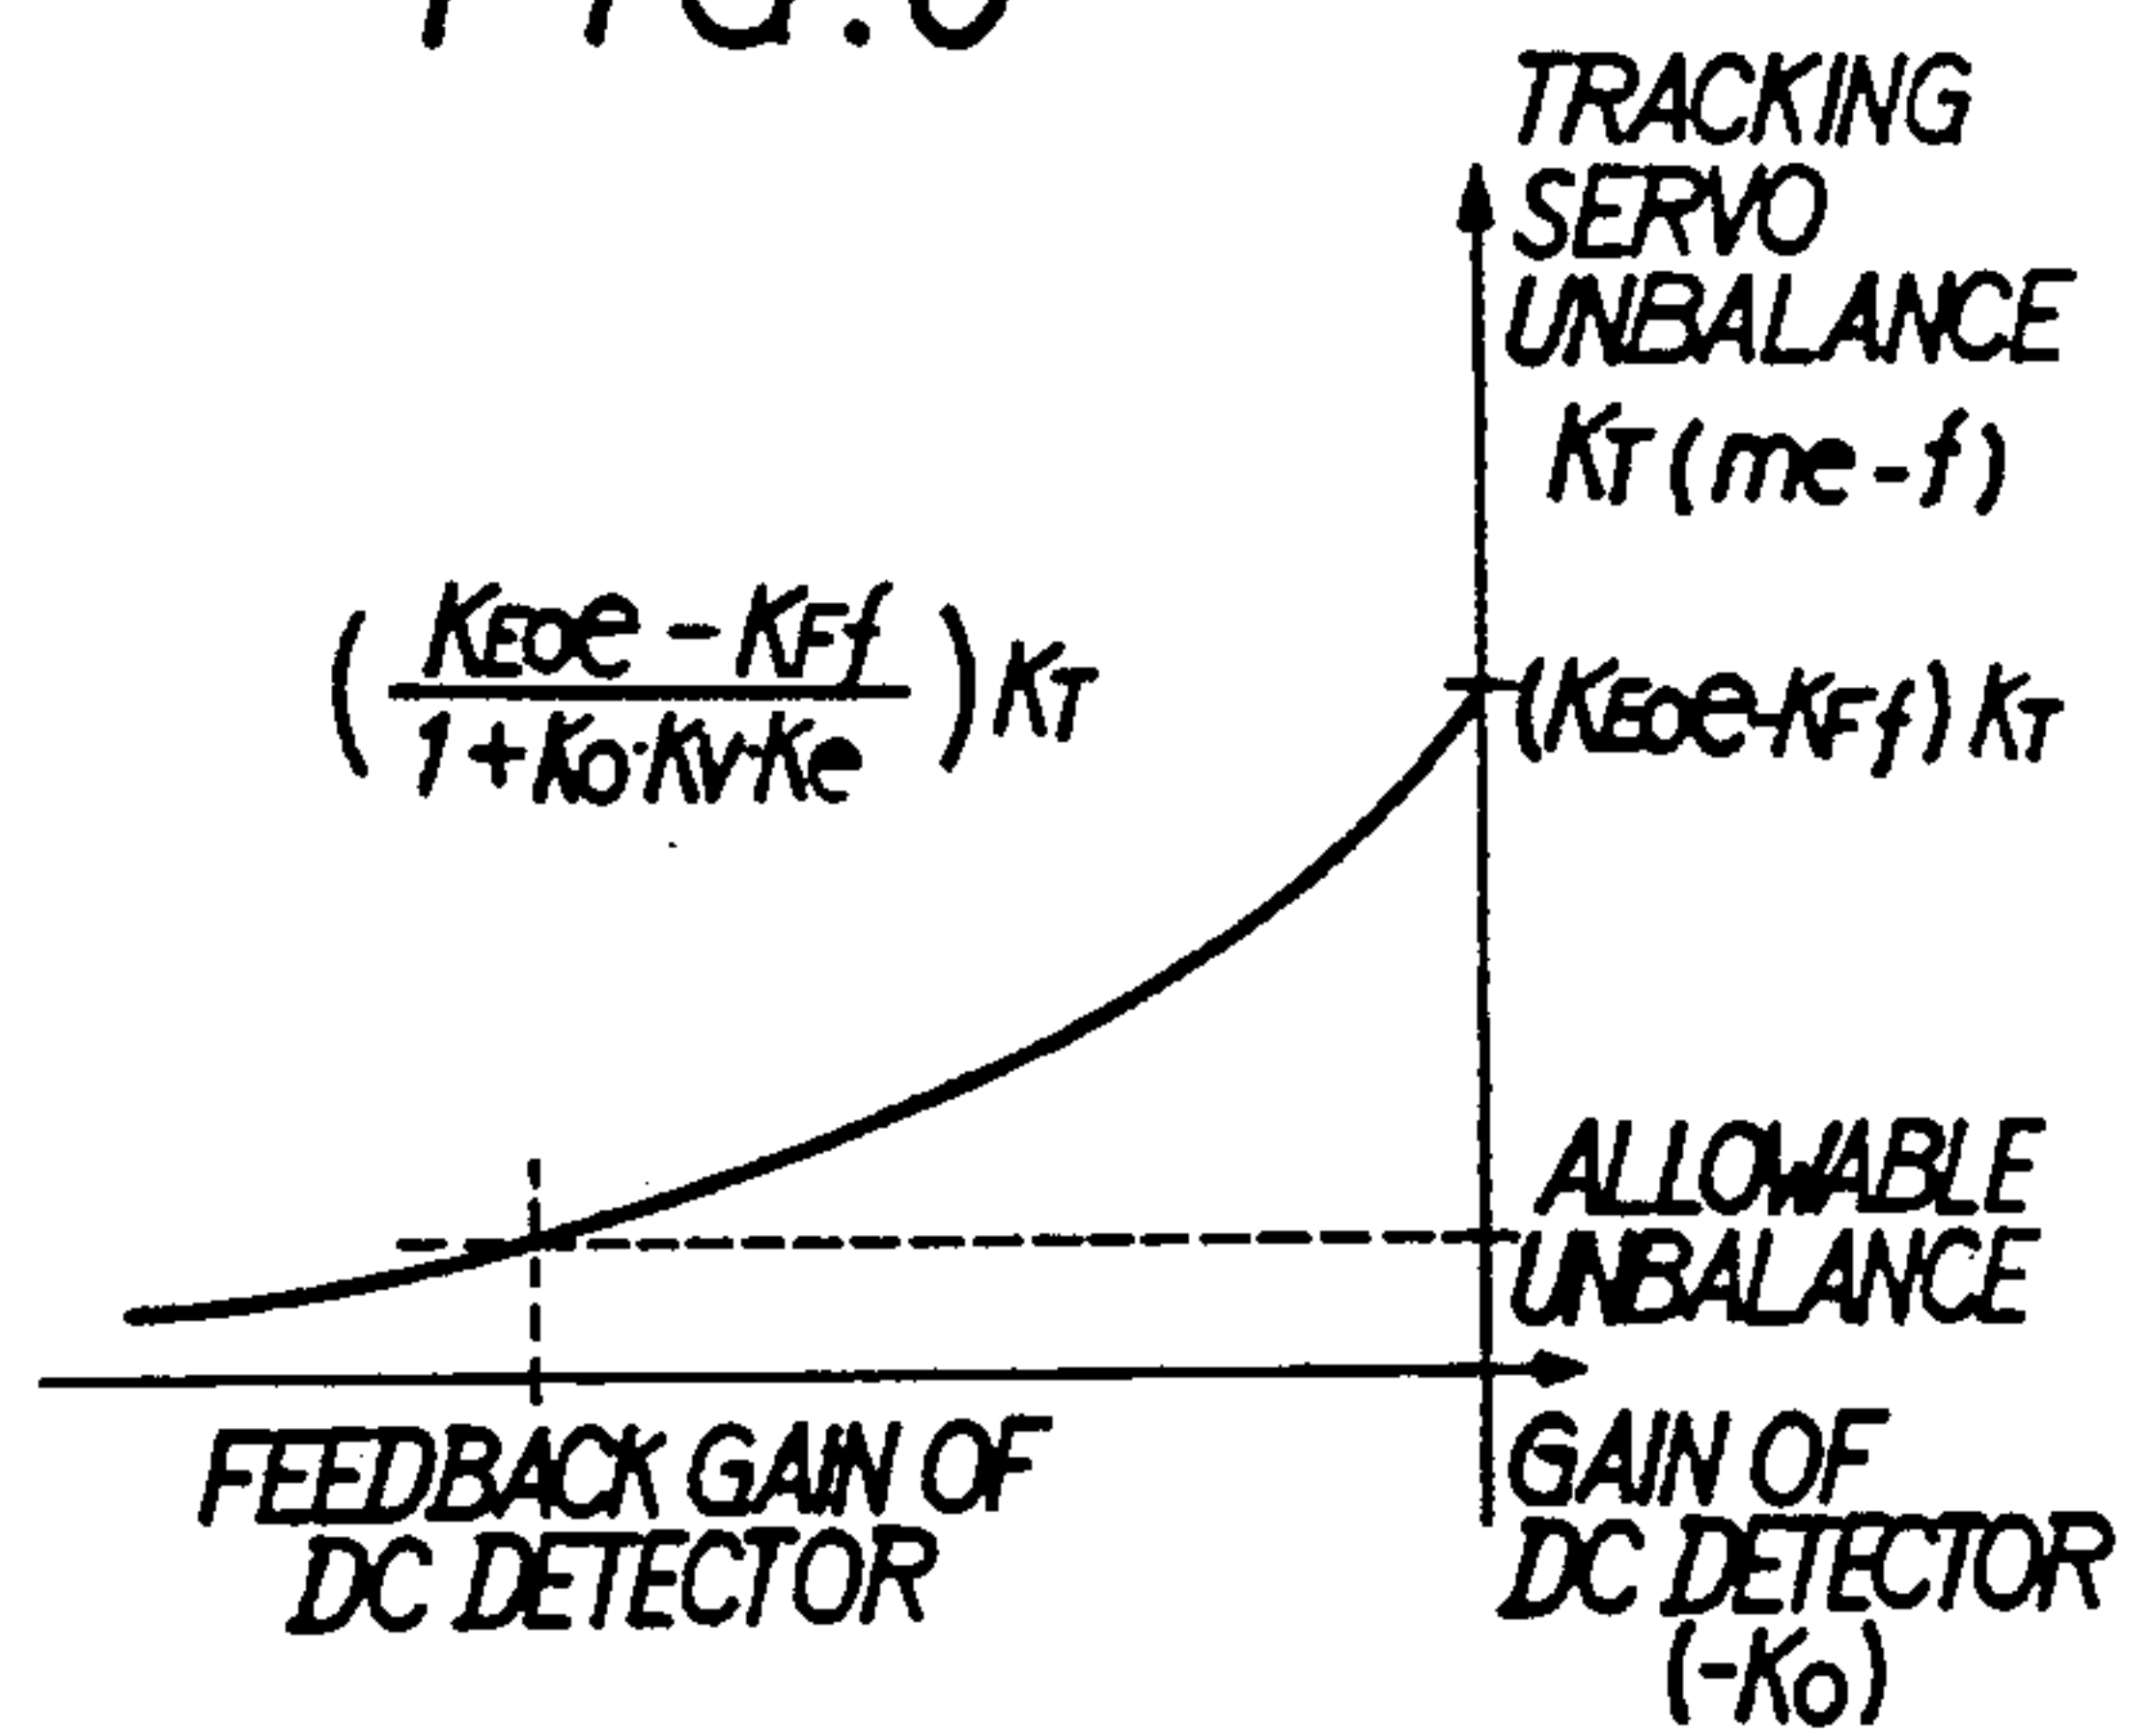 TRACKING
SERVO
UNBALANCE
KT (me - f)
( KEoe - KFf / 1 + Ko·Kv·Ke ) KT
(KEoe-KFf) KT
ALLOWABLE
UNBALANCE
FEEDBACK GAIN OF
DC DETECTOR
GAIN OF
DC DETECTOR
(-Ko)